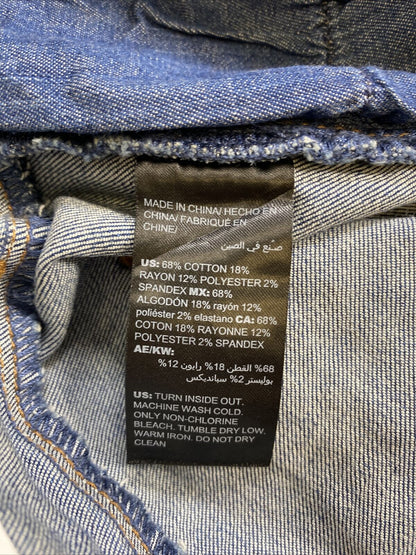 MADE IN CHINA/ HECHO EN
CHINA/ FABRIQUÉ EN
CHINE/
صنع في الصين
US: 68% COTTON 18%
RAYON 12% POLYESTER 2%
SPANDEX MX: 68%
ALGODÓN 18% rayón 12%
poliéster 2% elastano CA: 68%
COTON 18% RAYONNE 12%
POLYESTER 2% SPANDEX
AE/KW:
68% القطن 18% رايون 12%
بوليستر 2% سباندیکس
US: TURN INSIDE OUT.
MACHINE WASH COLD.
ONLY NON-CHLORINE
BLEACH. TUMBLE DRY LOW.
WARM IRON. DO NOT DRY
CLEAN